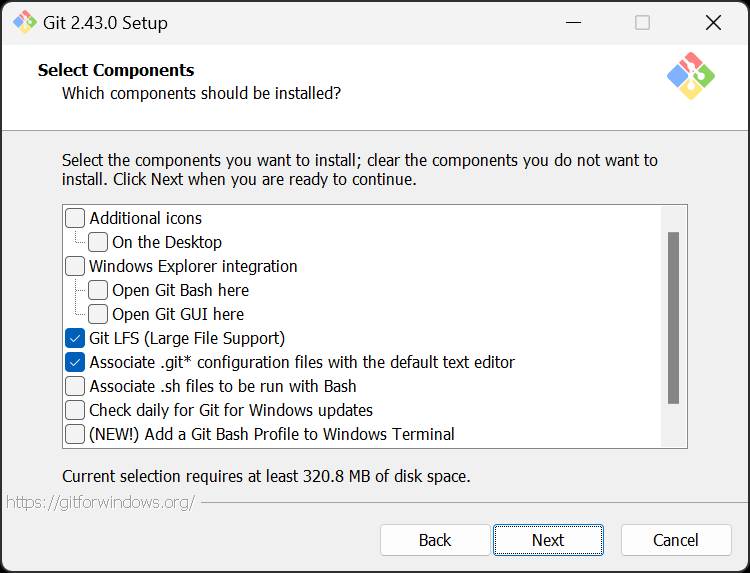 Git 2.43.0 Setup
Select Components
Which components should be installed?
Select the components you want to install; clear the components you do not want to
install. Click Next when you are ready to continue.
Additional icons
On the Desktop
Windows Explorer integration
Open Git Bash here
Open Git GUI here
Git LFS (Large File Support)
Associate .git* configuration files with the default text editor
Associate .sh files to be run with Bash
Check daily for Git for Windows updates
(NEW!) Add a Git Bash Profile to Windows Terminal
Current selection requires at least 320.8 MB of disk space.
https://gitforwindows.org/
Back
Next
Cancel